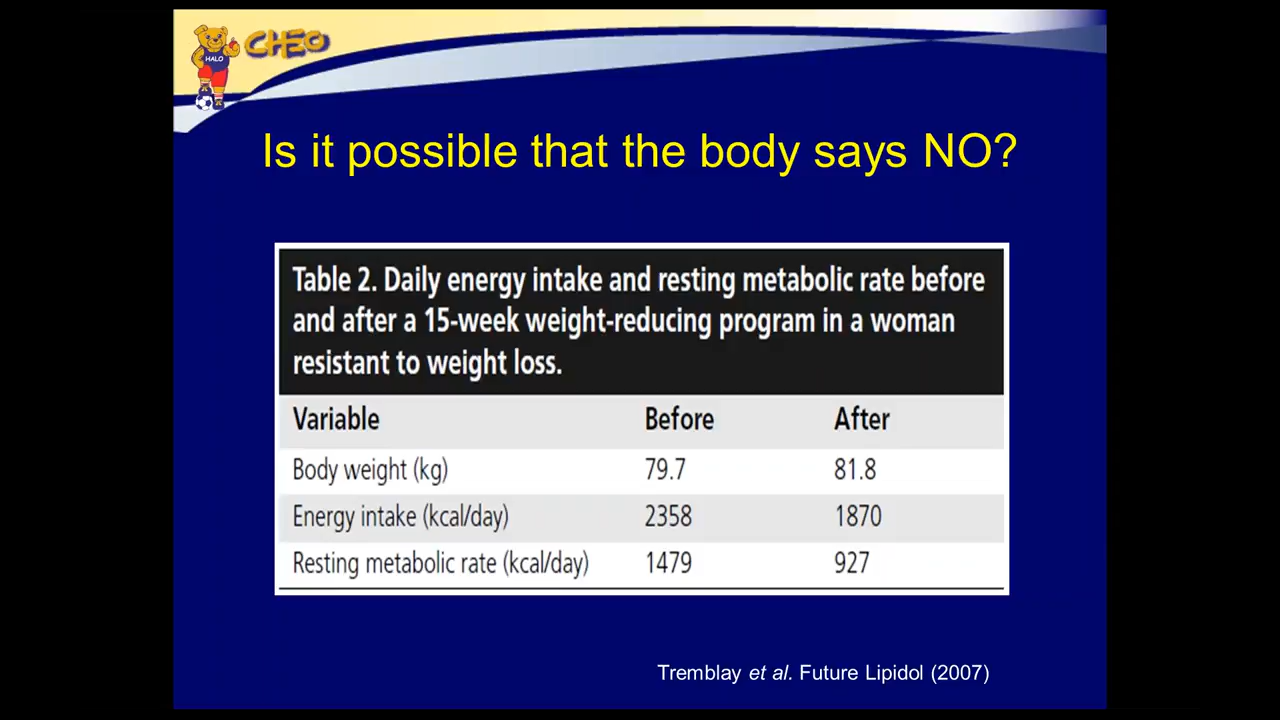 CHEO
HALO
Is it possible that the body says NO?
Table 2. Daily energy intake and resting metabolic rate before
and after a 15-week weight-reducing program in a woman
resistant to weight loss.
Variable Before After
Body weight (kg) 79.7 81.8
Energy intake (kcal/day) 2358 1870
Resting metabolic rate (kcal/day) 1479 927
Tremblay et al. Future Lipidol (2007)